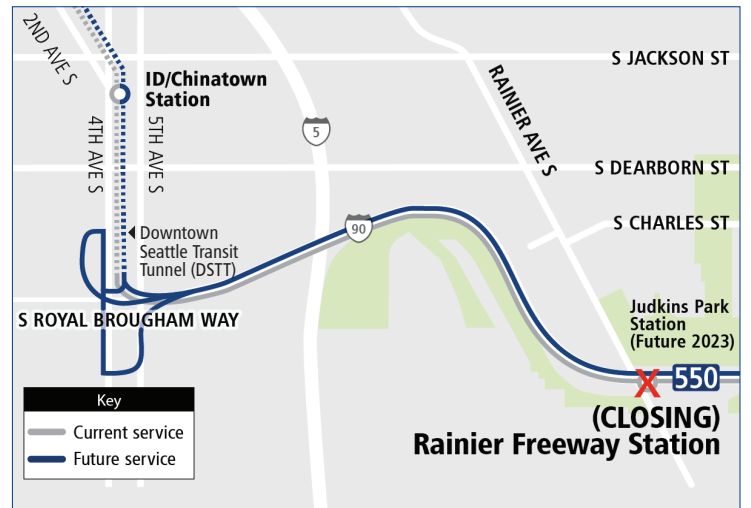 2ND AVE S
S JACKSON ST
ID/Chinatown
Station
RAINIER AVE S
5
4TH AVE S
5TH AVE S
S DEARBORN ST
S CHARLES ST
90
Downtown
Seattle Transit
Tunnel (DSTT)
Judkins Park
Station
(Future 2023)
S ROYAL BROUGHAM WAY
X
550
(CLOSING)
Rainier Freeway Station
Key
Current service
Future service